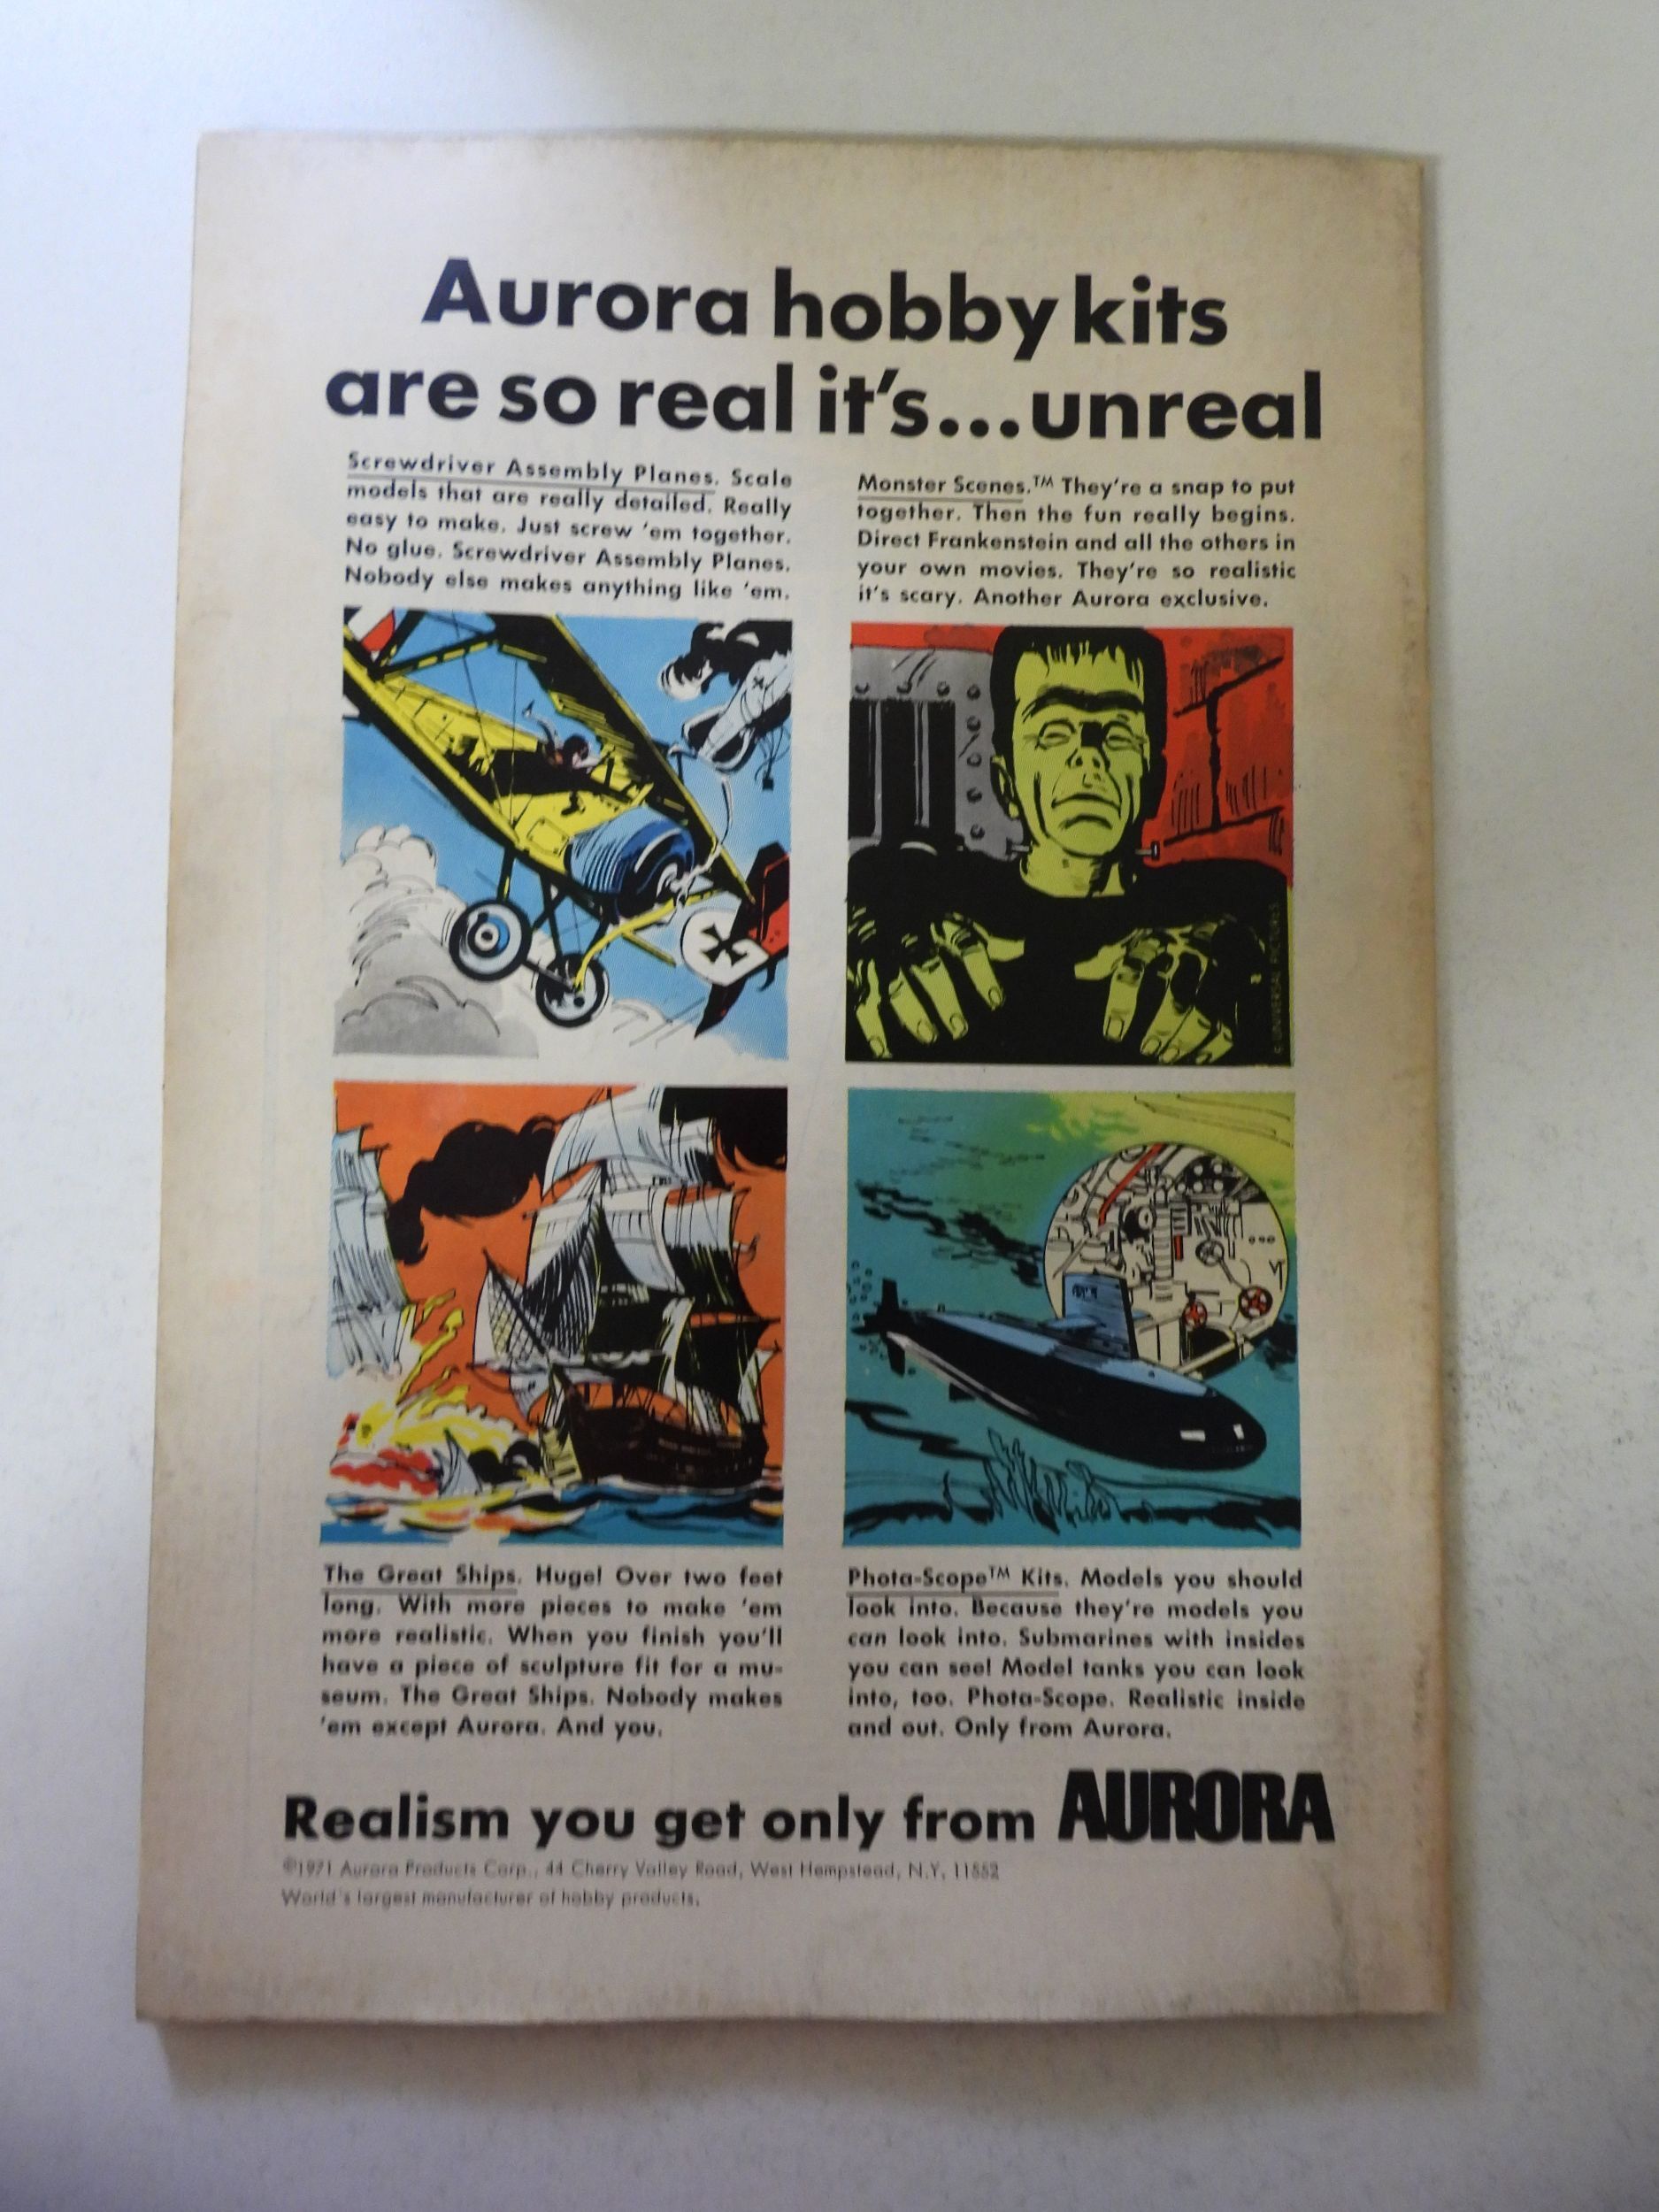 Aurora hobby kits
are so real it's...unreal
Screwdriver Assembly Planes. Scale
models that are really detailed. Really
easy to make. Just screw 'em together.
No glue. Screwdriver Assembly Planes.
Nobody else makes anything like 'em.
Monster Scenes.™ They're a snap to put
together. Then the fun really begins.
Direct Frankenstein and all the others in
your own movies. They're so realistic
it's scary. Another Aurora exclusive.
© UNIVERSAL PICTURES
The Great Ships. Huge! Over two feet
long. With more pieces to make 'em
more realistic. When you finish you'll
have a piece of sculpture fit for a mu-
seum. The Great Ships. Nobody makes
'em except Aurora. And you.
Phota-Scope™ Kits. Models you should
look into. Because they're models you
can look into. Submarines with insides
you can see! Model tanks you can look
into, too. Phota-Scope. Realistic inside
and out. Only from Aurora.
Realism you get only from AURORA
©1971 Aurora Products Corp., 44 Cherry Valley Road, West Hempstead, N.Y. 11552
World's largest manufacturer of hobby products.